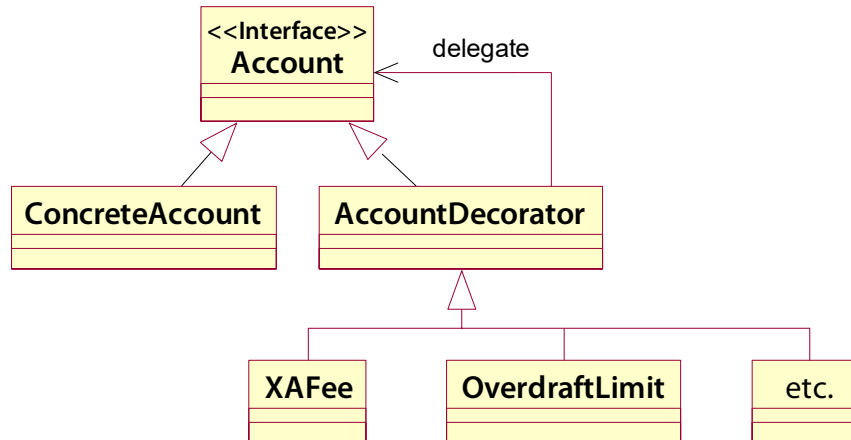 <<Interface>>
Account
delegate
ConcreteAccount
AccountDecorator
XAFee
OverdraftLimit
etc.